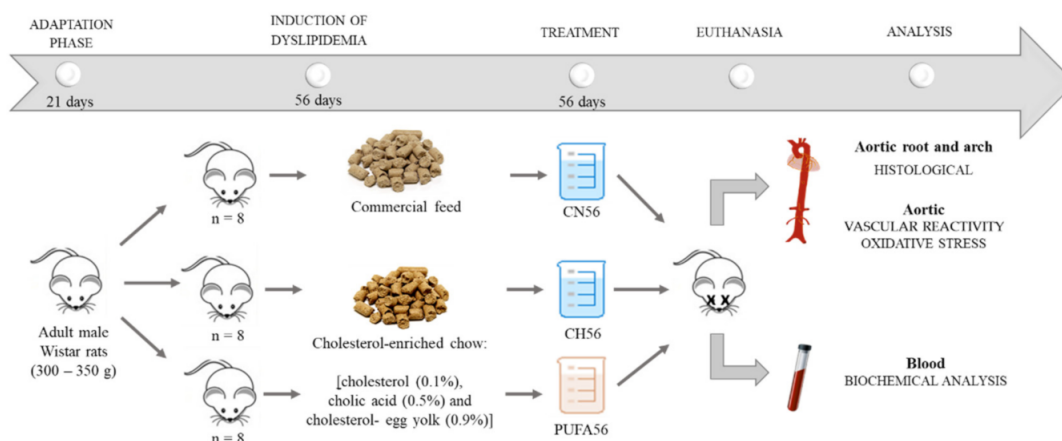 ADAPTATION
PHASE
INDUCTION OF
DYSLIPIDEMIA
TREATMENT
EUTHANASIA
ANALYSIS
21 days
56 days
56 days
n = 8
Commercial feed
CN56
Aortic root and arch
HISTOLOGICAL
Aortic
VASCULAR REACTIVITY
OXIDATIVE STRESS
Adult male
Wistar rats
(300 – 350 g)
n = 8
Cholesterol-enriched chow:
CH56
X X
[cholesterol (0.1%),
cholic acid (0.5%) and
cholesterol- egg yolk (0.9%)]
n = 8
PUFA56
Blood
BIOCHEMICAL ANALYSIS